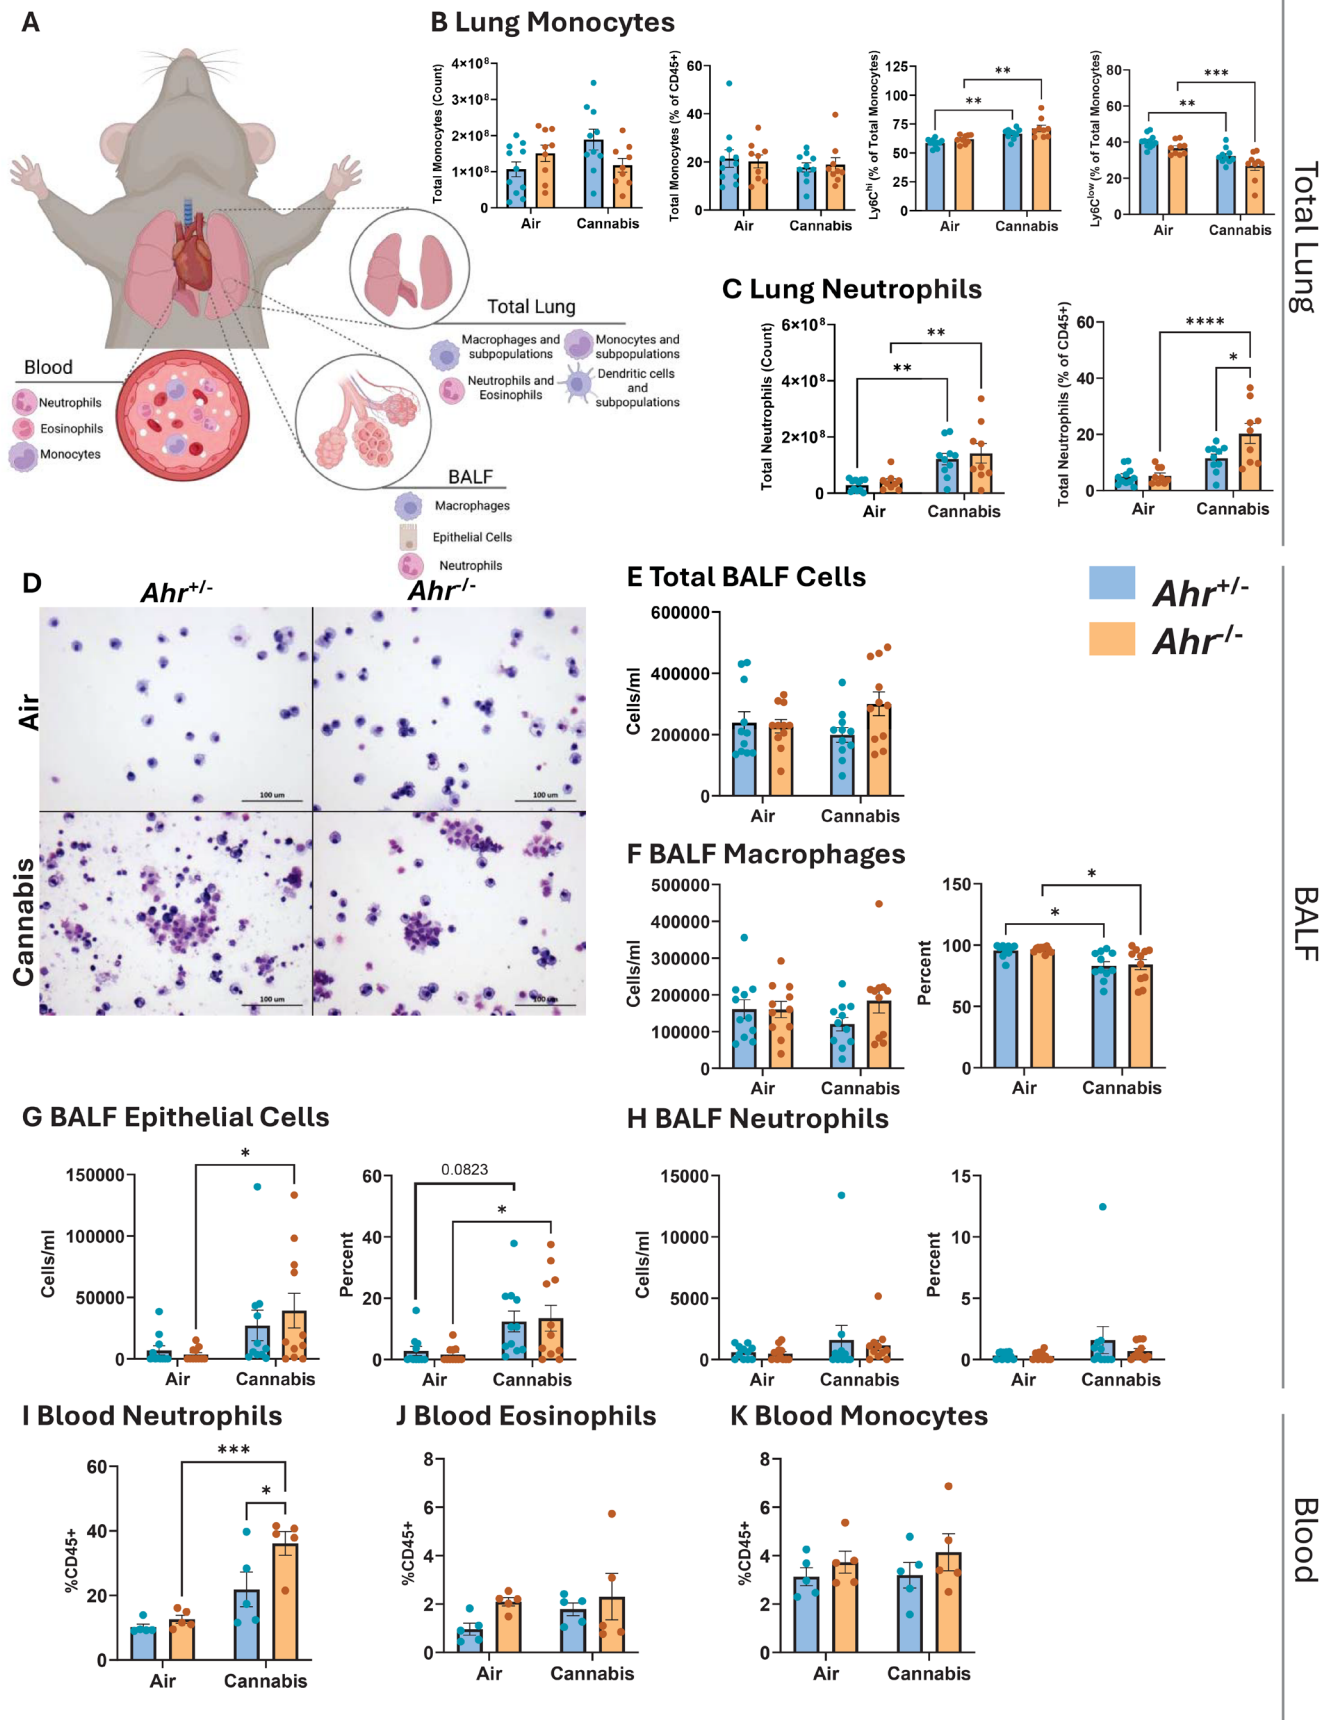 A
Total Lung
Macrophages and
subpopulations
Monocytes and
subpopulations
Neutrophils and
Eosinophils
Dendritic cells
and
subpopulations
Blood
Neutrophils
Eosinophils
Monocytes
BALF
Macrophages
Epithelial Cells
Neutrophils
B Lung Monocytes
Total Monocytes (Count)
4×10⁸
3×10⁸
2×10⁸
1×10⁸
0
Air Cannabis
Total Monocytes (% of CD45+)
60
40
20
0
Air Cannabis
Ly6Cʰⁱ (% of Total Monocytes)
125
100
75
50
25
0
**
**
Air Cannabis
Ly6Cˡᵒʷ (% of Total Monocytes)
80
60
40
20
0
***
**
Air Cannabis
C Lung Neutrophils
Total Neutrophils (Count)
6×10⁸
4×10⁸
2×10⁸
0
**
**
Air Cannabis
Total Neutrophils (% of CD45+)
60
40
20
0
****
*
Air Cannabis
Total Lung
D
Ahr+/-
Ahr-/-
Air
Cannabis
100 um
100 um
100 um
100 um
E Total BALF Cells
Cells/ml
600000
400000
200000
0
Air Cannabis
Ahr+/-
Ahr-/-
F BALF Macrophages
Cells/ml
500000
400000
300000
200000
100000
0
Air Cannabis
Percent
150
100
50
0
*
*
Air Cannabis
BALF
G BALF Epithelial Cells
Cells/ml
150000
100000
50000
0
*
Air Cannabis
Percent
60
40
20
0
0.0823
*
Air Cannabis
H BALF Neutrophils
Cells/ml
15000
10000
5000
0
Air Cannabis
Percent
15
10
5
0
Air Cannabis
I Blood Neutrophils
%CD45+
60
40
20
0
***
*
Air Cannabis
J Blood Eosinophils
%CD45+
8
6
4
2
0
Air Cannabis
K Blood Monocytes
%CD45+
8
6
4
2
0
Air Cannabis
Blood